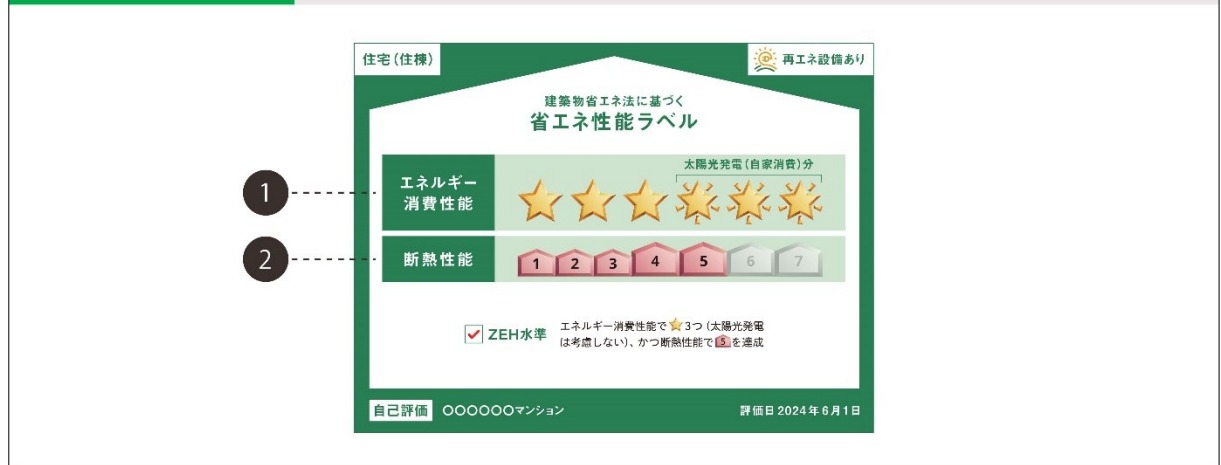 住宅(住棟)
再エネ設備あり
建築物省エネ法に基づく
省エネ性能ラベル
太陽光発電(自家消費)分
1
エネルギー
消費性能
2
断熱性能
1 2 3 4 5 6 7
ZEH水準
エネルギー消費性能で 3つ(太陽光発電
は考慮しない)、かつ断熱性能で 5 を達成
自己評価 〇〇〇〇〇〇マンション
評価日2024年6月1日